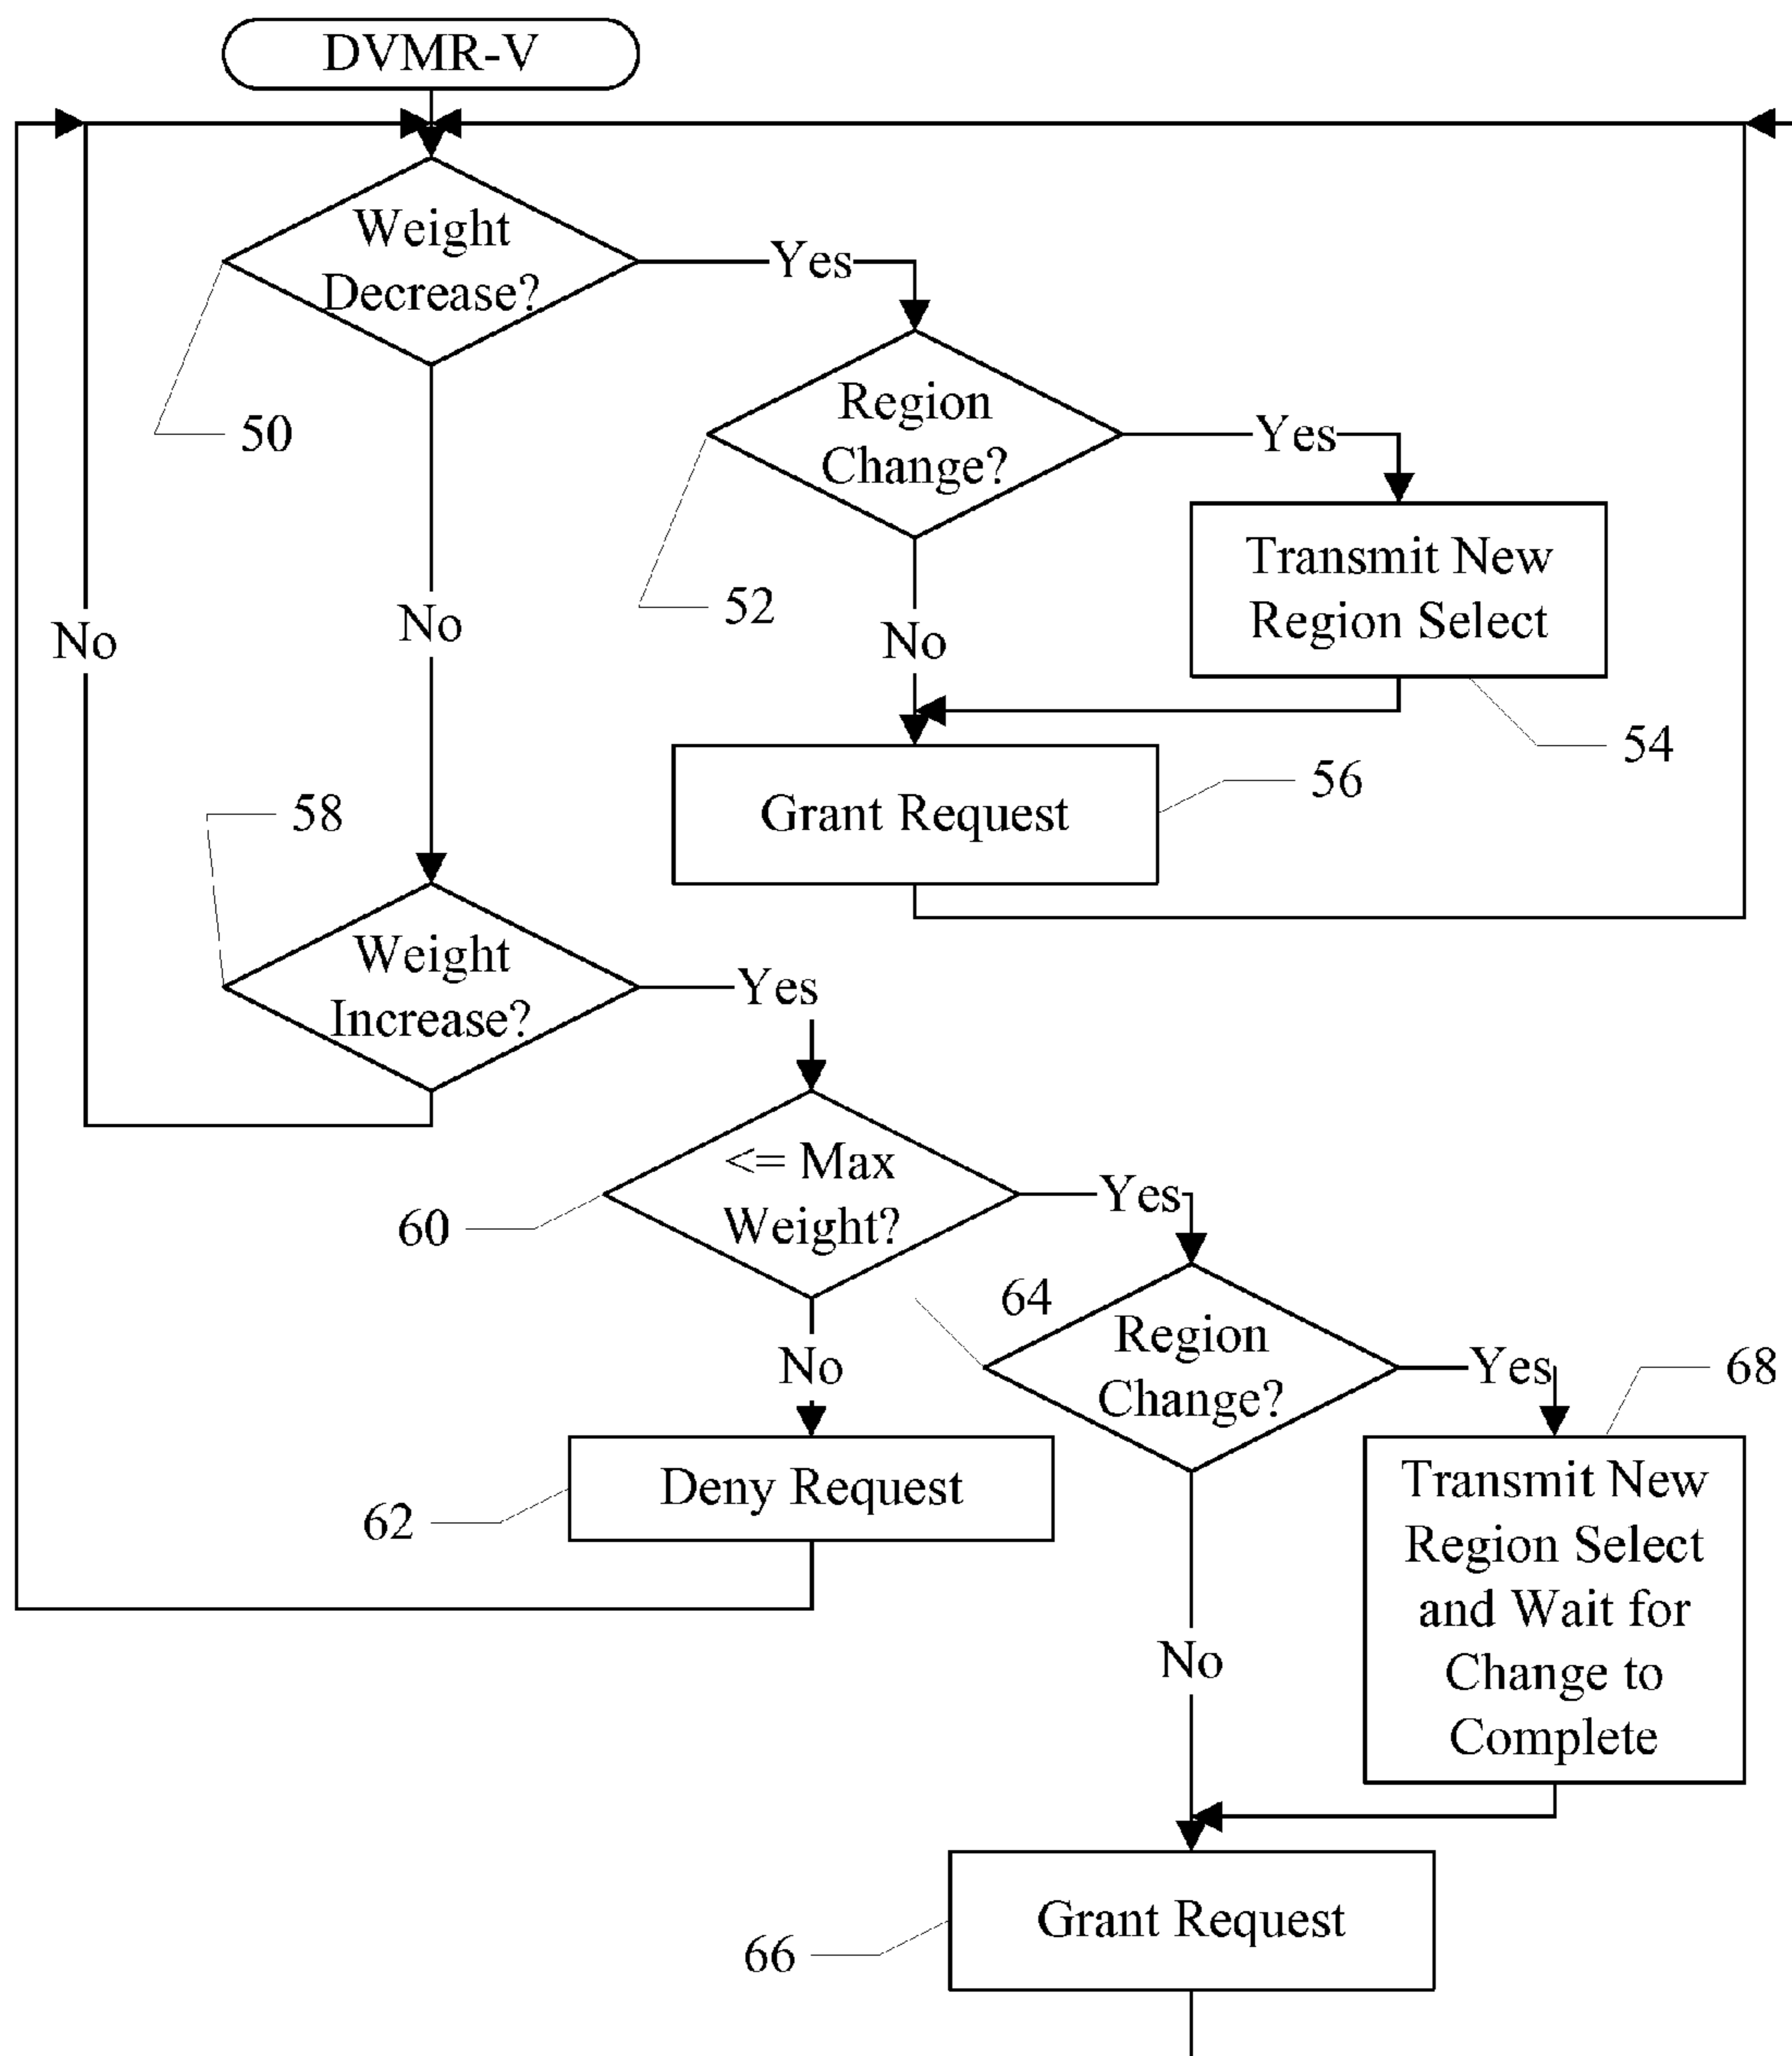 DVMR-V
Weight
Decrease?
Yes
50
Region
Change?
Yes
52
Transmit New
Region Select
No
No
No
54
56
Grant Request
58
Weight
Increase?
Yes
<= Max
Weight?
Yes
60
64
Region
Change?
Yes
68
No
Deny Request
62
Transmit New
Region Select
and Wait for
Change to
Complete
No
Grant Request
66